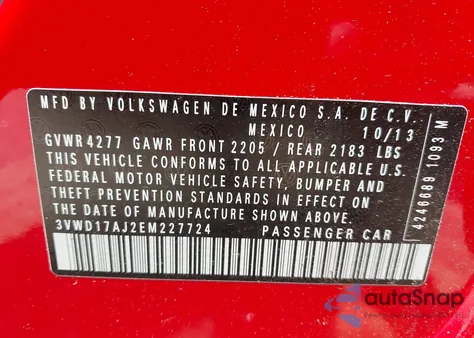 MFD BY VOLKSWAGEN DE MEXICO S.A. DE C.V.
MEXICO 10/13
GVWR 4277 GAWR FRONT 2205 / REAR 2183 LBS
THIS VEHICLE CONFORMS TO ALL APPLICABLE U.S.
FEDERAL MOTOR VEHICLE SAFETY, BUMPER AND
THEFT PREVENTION STANDARDS IN EFFECT ON THE
DATE OF MANUFACTURE SHOWN ABOVE.
3VWD17AJ2EM227724 PASSENGER CAR
4246689 1093 M
autoSnap